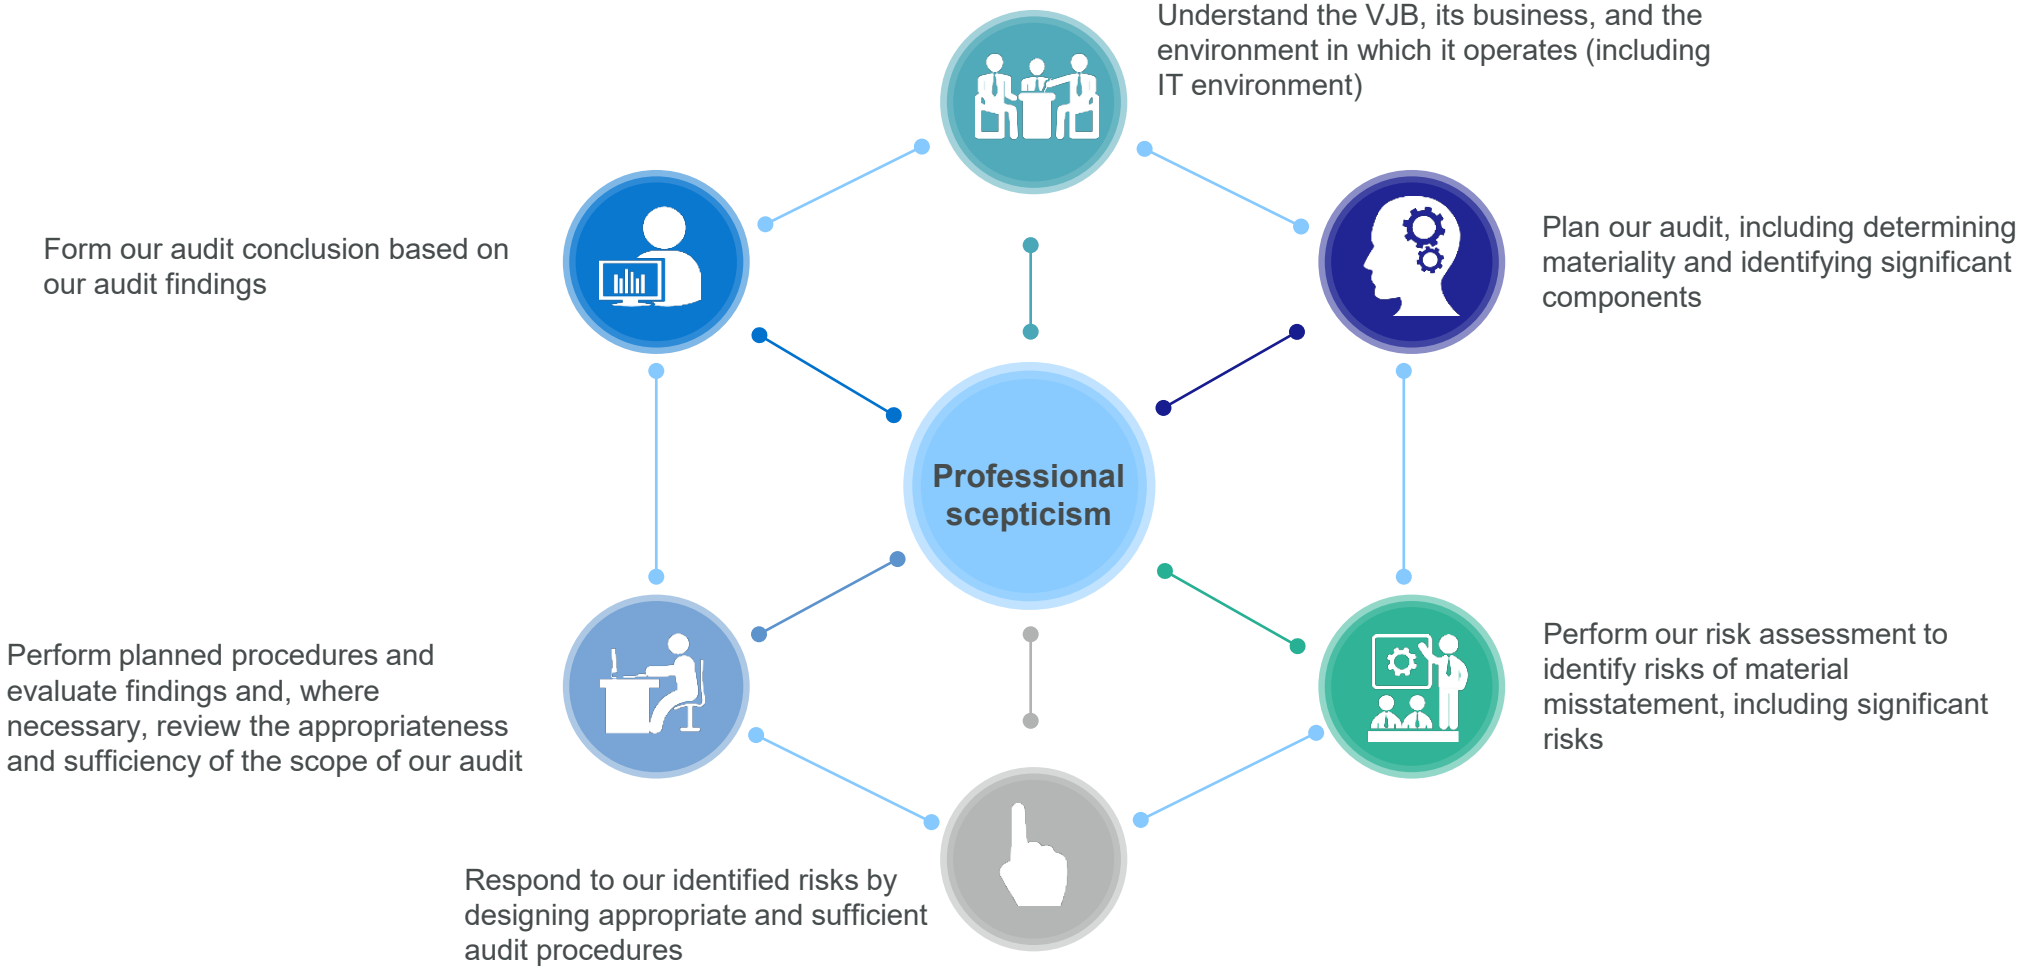 Understand the VJB, its business, and the
environment in which it operates (including
IT environment)
Plan our audit, including determining
materiality and identifying significant
components
Perform our risk assessment to
identify risks of material
misstatement, including significant
risks
Respond to our identified risks by
designing appropriate and sufficient
audit procedures
Perform planned procedures and
evaluate findings and, where
necessary, review the appropriateness
and sufficiency of the scope of our audit
Form our audit conclusion based on
our audit findings
Professional
scepticism